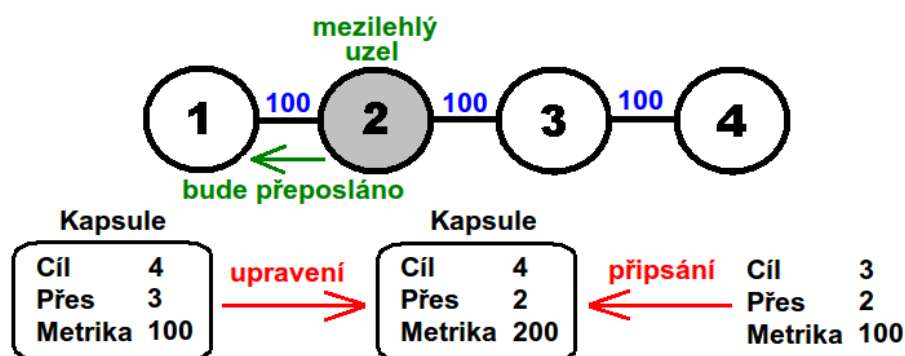 mezilehlý
uzel
1 100 2 100 3 100 4
bude přeposláno
Kapsule Kapsule
Cíl 4 upravení Cíl 4 připsání Cíl 3
Přes 3 Přes 2 Přes 2
Metrika 100 Metrika 200 Metrika 100